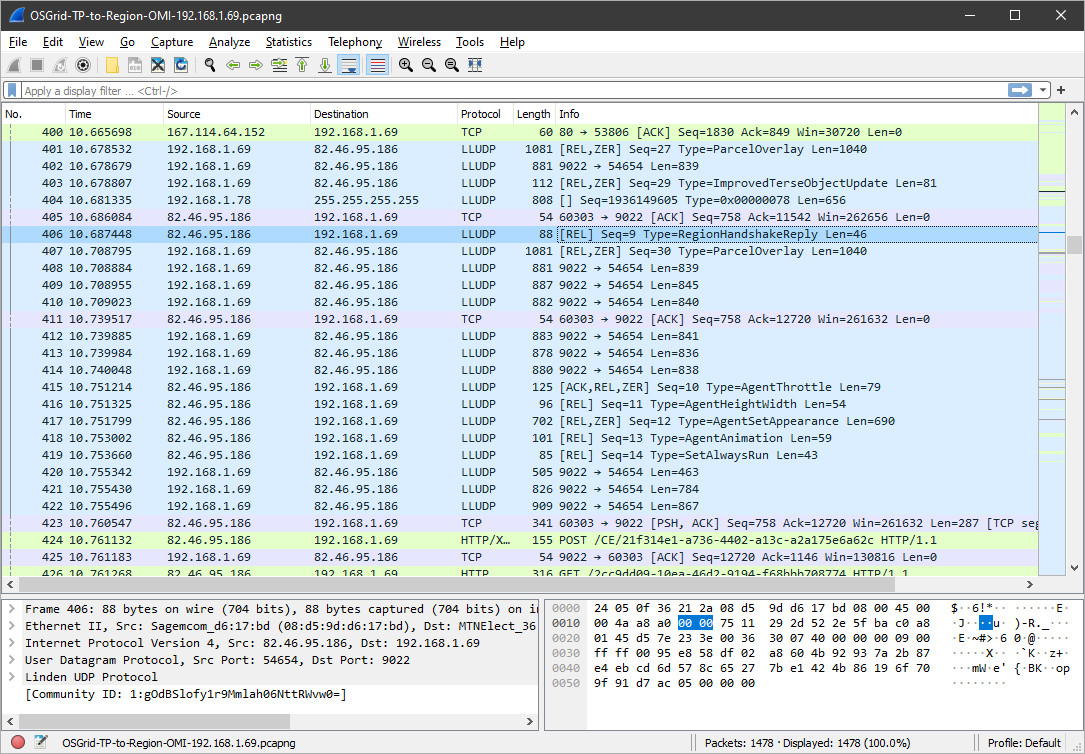 OSGrid-TP-to-Region-OMI-192.168.1.69.pcapng
File Edit View Go Capture Analyze Statistics Telephony Wireless Tools Help
Apply a display filter ... <Ctrl-/>
No. Time Source Destination Protocol Length Info
400 10.665698 167.114.64.152 192.168.1.69 TCP 60 80 → 53806 [ACK] Seq=1830 Ack=849 Win=30720 Len=0
401 10.678532 192.168.1.69 82.46.95.186 LLUDP 1081 [REL,ZER] Seq=27 Type=ParcelOverlay Len=1040
402 10.678679 192.168.1.69 82.46.95.186 LLUDP 881 9022 → 54654 Len=839
403 10.678807 192.168.1.69 82.46.95.186 LLUDP 112 [REL,ZER] Seq=29 Type=ImprovedTerseObjectUpdate Len=81
404 10.681335 192.168.1.78 255.255.255.255 LLUDP 808 [] Seq=1936149605 Type=0x00000078 Len=656
405 10.686084 82.46.95.186 192.168.1.69 TCP 54 60303 → 9022 [ACK] Seq=758 Ack=11542 Win=262656 Len=0
406 10.687448 82.46.95.186 192.168.1.69 LLUDP 88 [REL] Seq=9 Type=RegionHandshakeReply Len=46
407 10.708795 192.168.1.69 82.46.95.186 LLUDP 1081 [REL,ZER] Seq=30 Type=ParcelOverlay Len=1040
408 10.708884 192.168.1.69 82.46.95.186 LLUDP 881 9022 → 54654 Len=839
409 10.708955 192.168.1.69 82.46.95.186 LLUDP 887 9022 → 54654 Len=845
410 10.709023 192.168.1.69 82.46.95.186 LLUDP 882 9022 → 54654 Len=840
411 10.739517 82.46.95.186 192.168.1.69 TCP 54 60303 → 9022 [ACK] Seq=758 Ack=12720 Win=261632 Len=0
412 10.739885 192.168.1.69 82.46.95.186 LLUDP 883 9022 → 54654 Len=841
413 10.739984 192.168.1.69 82.46.95.186 LLUDP 878 9022 → 54654 Len=836
414 10.740048 192.168.1.69 82.46.95.186 LLUDP 880 9022 → 54654 Len=838
415 10.751214 82.46.95.186 192.168.1.69 LLUDP 125 [ACK,REL,ZER] Seq=10 Type=AgentThrottle Len=79
416 10.751325 82.46.95.186 192.168.1.69 LLUDP 96 [REL] Seq=11 Type=AgentHeightWidth Len=54
417 10.751799 82.46.95.186 192.168.1.69 LLUDP 702 [REL,ZER] Seq=12 Type=AgentSetAppearance Len=690
418 10.753002 82.46.95.186 192.168.1.69 LLUDP 101 [REL] Seq=13 Type=AgentAnimation Len=59
419 10.753660 82.46.95.186 192.168.1.69 LLUDP 85 [REL] Seq=14 Type=SetAlwaysRun Len=43
420 10.755342 192.168.1.69 82.46.95.186 LLUDP 505 9022 → 54654 Len=463
421 10.755430 192.168.1.69 82.46.95.186 LLUDP 826 9022 → 54654 Len=784
422 10.755496 192.168.1.69 82.46.95.186 LLUDP 909 9022 → 54654 Len=867
423 10.760547 82.46.95.186 192.168.1.69 TCP 341 60303 → 9022 [PSH, ACK] Seq=758 Ack=12720 Win=261632 Len=287 [TCP seg
424 10.761132 82.46.95.186 192.168.1.69 HTTP/X… 155 POST /CE/21f314e1-a736-4402-a13c-a2a175e6a62c HTTP/1.1
425 10.761183 192.168.1.69 82.46.95.186 TCP 54 9022 → 60303 [ACK] Seq=12720 Ack=1146 Win=130816 Len=0
426 10.761268 82.46.95.186 192.168.1.69 HTTP 316 GET /2cc9dd09-10ea-46d2-9194-f68bbb708774 HTTP/1.1
Frame 406: 88 bytes on wire (704 bits), 88 bytes captured (704 bits) on in
Ethernet II, Src: Sagemcom_d6:17:bd (08:d5:9d:d6:17:bd), Dst: MTNElect_36
Internet Protocol Version 4, Src: 82.46.95.186, Dst: 192.168.1.69
User Datagram Protocol, Src Port: 54654, Dst Port: 9022
Linden UDP Protocol
[Community ID: 1:gOdBSlofy1r9Mmlah06NttRWvw0=]
0000 24 05 0f 36 21 2a 08 d5 9d d6 17 bd 08 00 45 00 $··6!*·· ······E·
0010 00 4a a8 a0 00 00 75 11 29 2d 52 2e 5f ba c0 a8 ·J····u· )-R._···
0020 01 45 d5 7e 23 3e 00 36 30 07 40 00 00 00 09 00 ·E·~#>·6 0·@·····
0030 ff ff 00 95 e8 58 df 02 a8 60 4b 92 93 7a 2b 87 ·····X·· ·`K··z+·
0040 e4 eb cd 6d 57 8c 65 27 7b e1 42 4b 86 19 6f 70 ···mW·e' {·BK··op
0050 9f 91 d7 ac 05 00 00 00 ········
OSGrid-TP-to-Region-OMI-192.168.1.69.pcapng Packets: 1478 · Displayed: 1478 (100.0%) Profile: Default